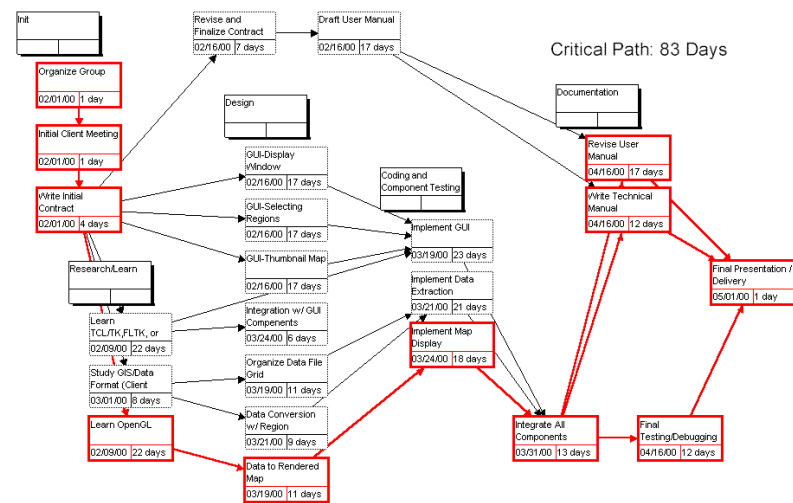 Init
Revise and
Finalize Contract
02/16/00 7 days
Draft User Manual
02/16/00 17 days
Critical Path: 83 Days
Organize Group
02/01/00 1 day
Initial Client Meeting
02/01/00 1 day
Write Initial
Contract
02/01/00 4 days
Design
GUI-Display
Window
02/16/00 17 days
GUI-Selecting
Regions
02/16/00 17 days
GUI-Thumbnail Map
02/16/00 17 days
Integration w/ GUI
Compenents
03/24/00 6 days
Organize Data File
Grid
03/19/00 11 days
Data Conversion
w/ Region
03/21/00 9 days
Data to Rendered
Map
03/19/00 11 days
Research/Learn
Learn
TCL/TK,FLTK, or
02/09/00 22 days
Study GIS/Data
Format (Client
03/01/00 8 days
Learn OpenGL
02/09/00 22 days
Coding and
Component Testing
Implement GUI
03/19/00 23 days
Implement Data
Extraction
03/21/00 21 days
Implement Map
Display
03/24/00 18 days
Documentation
Revise User
Manual
04/16/00 17 days
Write Technical
Manual
04/16/00 12 days
Final Presentation /
Delivery
05/01/00 1 day
Integrate All
Components
03/31/00 13 days
Final
Testing/Debugging
04/16/00 12 days